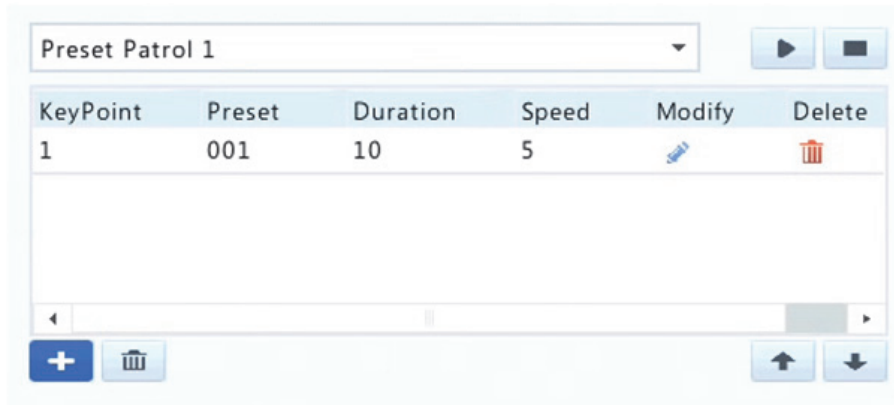 Preset Patrol 1
KeyPoint Preset Duration Speed Modify Delete
1 001 10 5